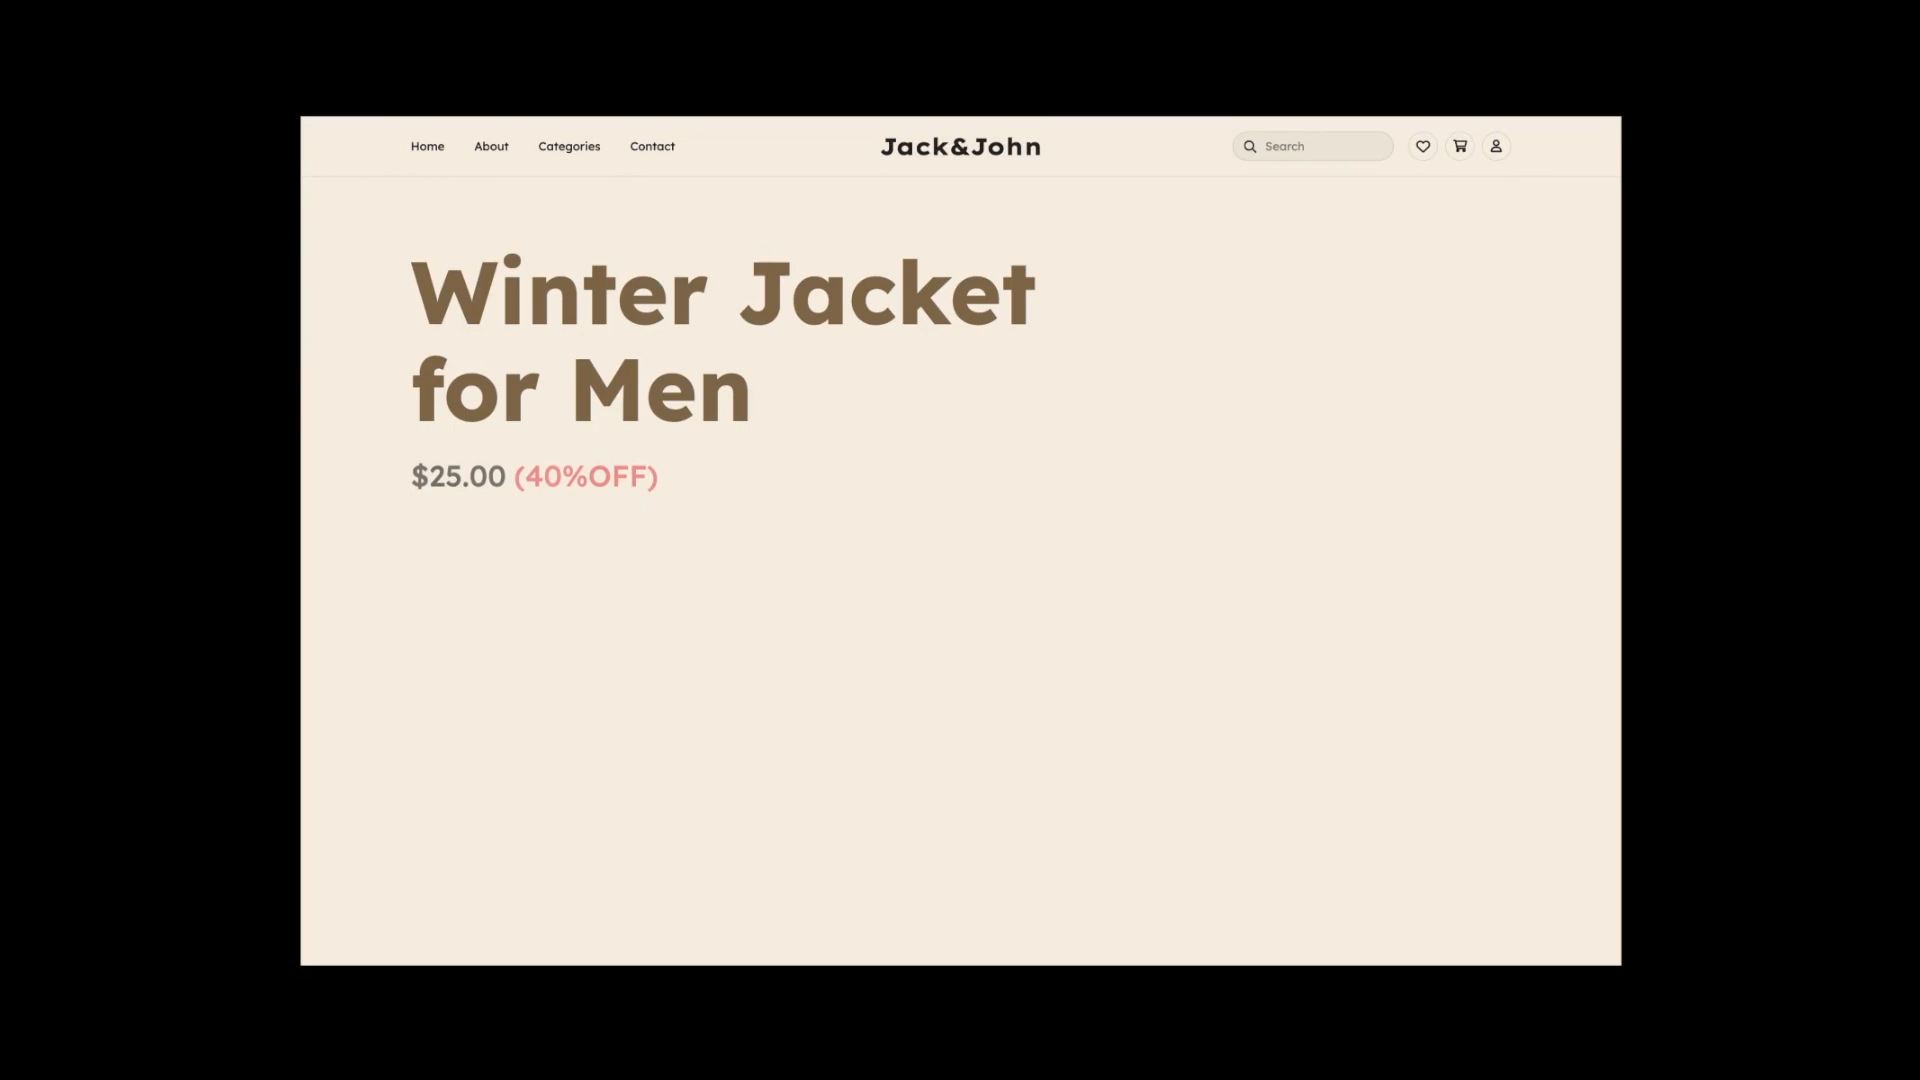 Home About Categories Contact Jack&John Search
Winter Jacket
for Men
$25.00 (40%OFF)